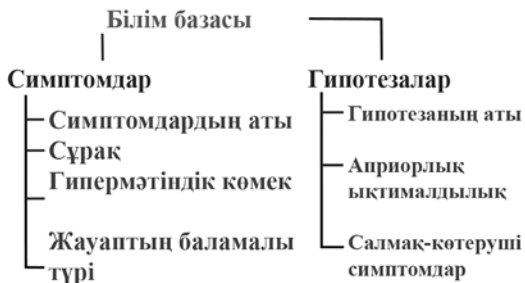 Білім базасы
Симптомдар
Симптомдардың аты
Сұрақ
Гипермәтіндік көмек
Жауаптың баламалы
түрі
Гипотезалар
Гипотезаның аты
Априорлық
ықтималдылық
Салмақ-көтеруші
симптомдар